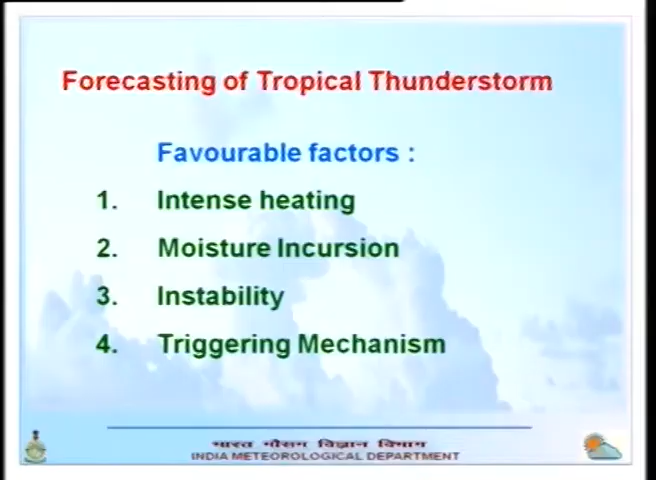 Forecasting of Tropical Thunderstorm
Favourable factors :
1. Intense heating
2. Moisture Incursion
3. Instability
4. Triggering Mechanism
भारत मौसम विज्ञान विभाग
INDIA METEOROLOGICAL DEPARTMENT